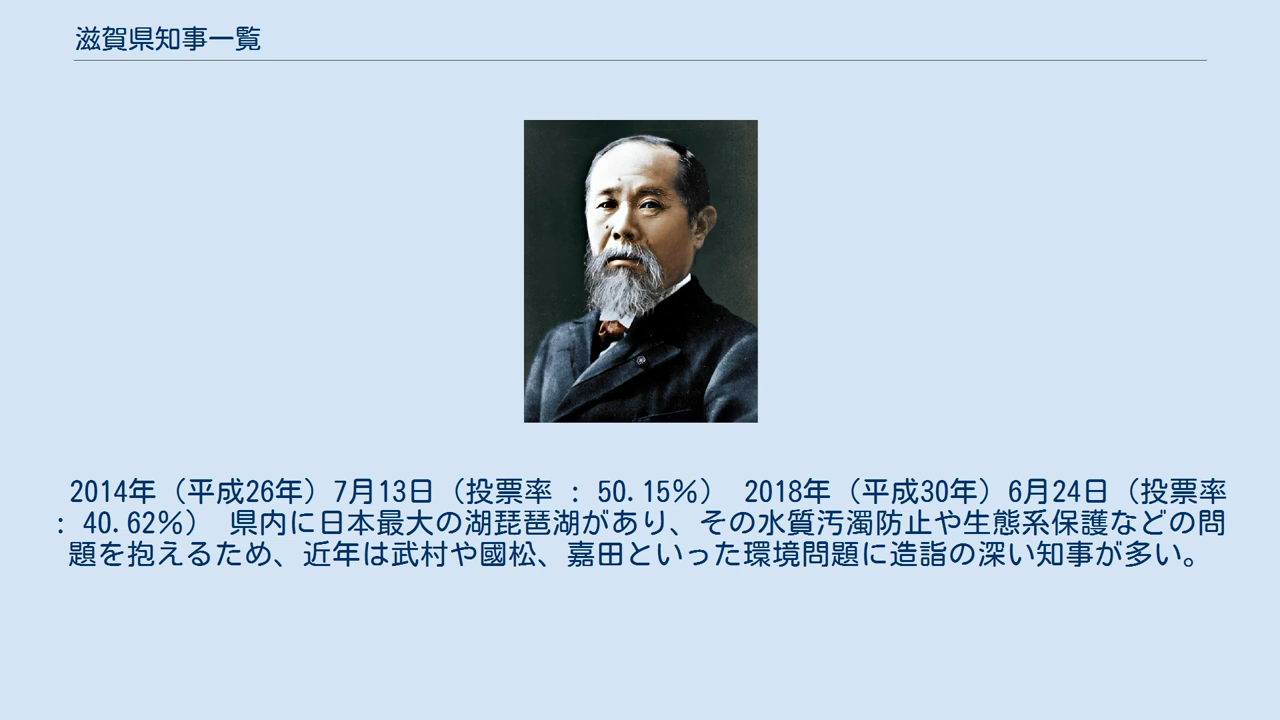 滋賀県知事一覧
2014年（平成26年）7月13日（投票率 : 50.15%） 2018年（平成30年）6月24日（投票率
: 40.62%） 県内に日本最大の湖琵琶湖があり、その水質汚濁防止や生態系保護などの問
題を抱えるため、近年は武村や國松、嘉田といった環境問題に造詣の深い知事が多い。